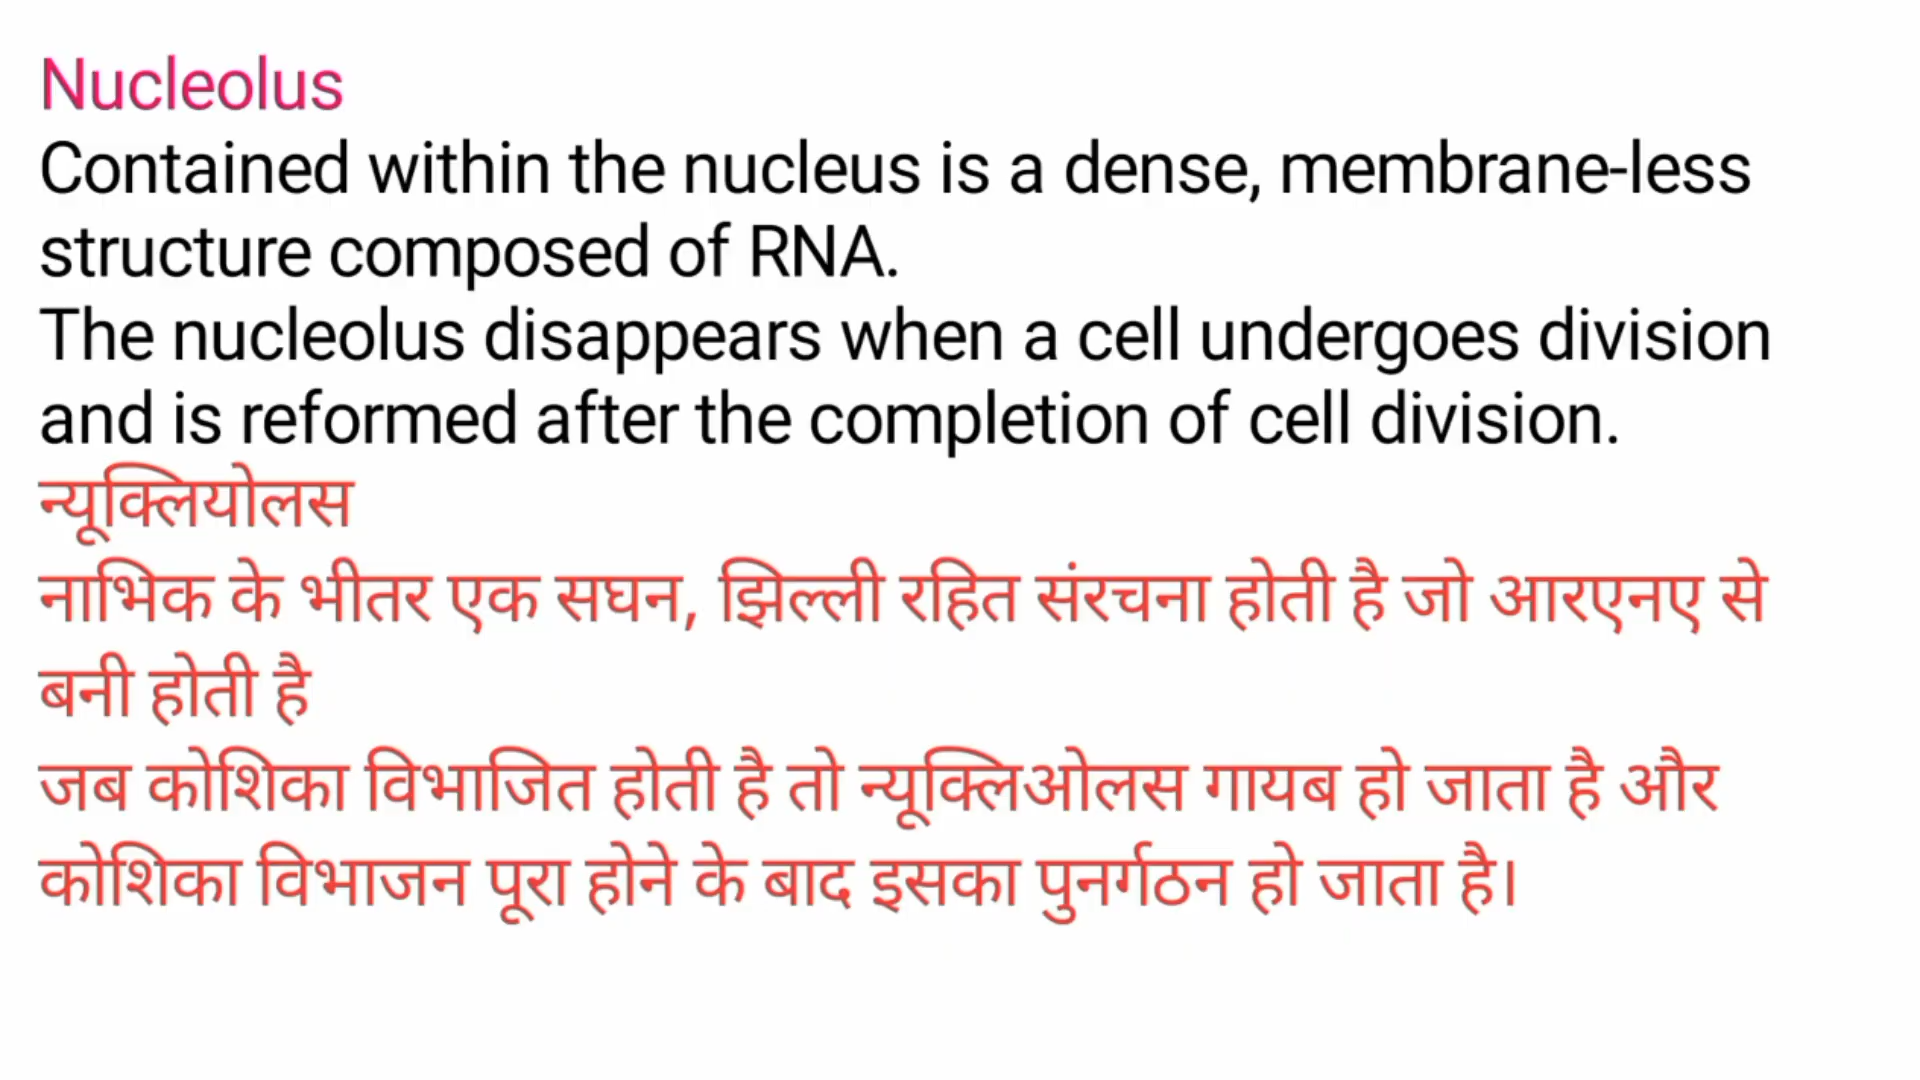 Nucleolus
Contained within the nucleus is a dense, membrane-less
structure composed of RNA.
The nucleolus disappears when a cell undergoes division
and is reformed after the completion of cell division.
न्यूक्लियोलस
नाभिक के भीतर एक सघन, झिल्ली रहित संरचना होती है जो आरएनए से
बनी होती है
जब कोशिका विभाजित होती है तो न्यूक्लिओलस गायब हो जाता है और
कोशिका विभाजन पूरा होने के बाद इसका पुनर्गठन हो जाता है।